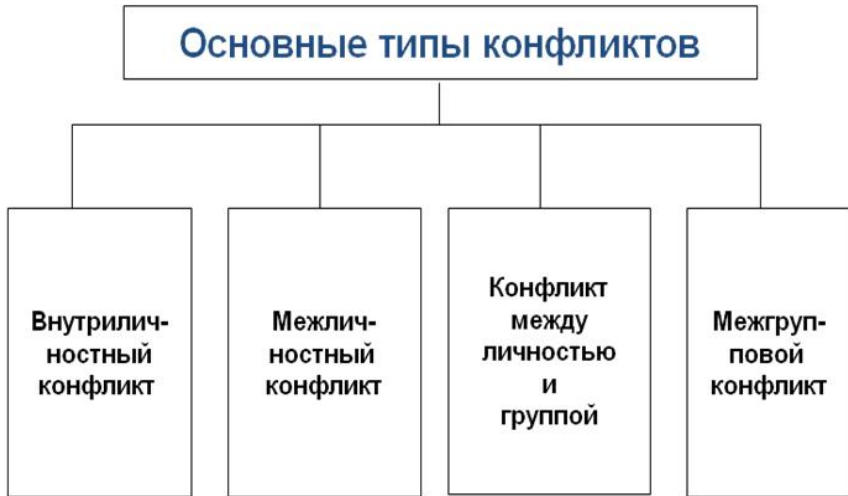 Основные типы конфликтов
Внутрилич-
ностный
конфликт
Межлич-
ностный
конфликт
Конфликт
между
личностью
и
группой
Межгруп-
повой
конфликт